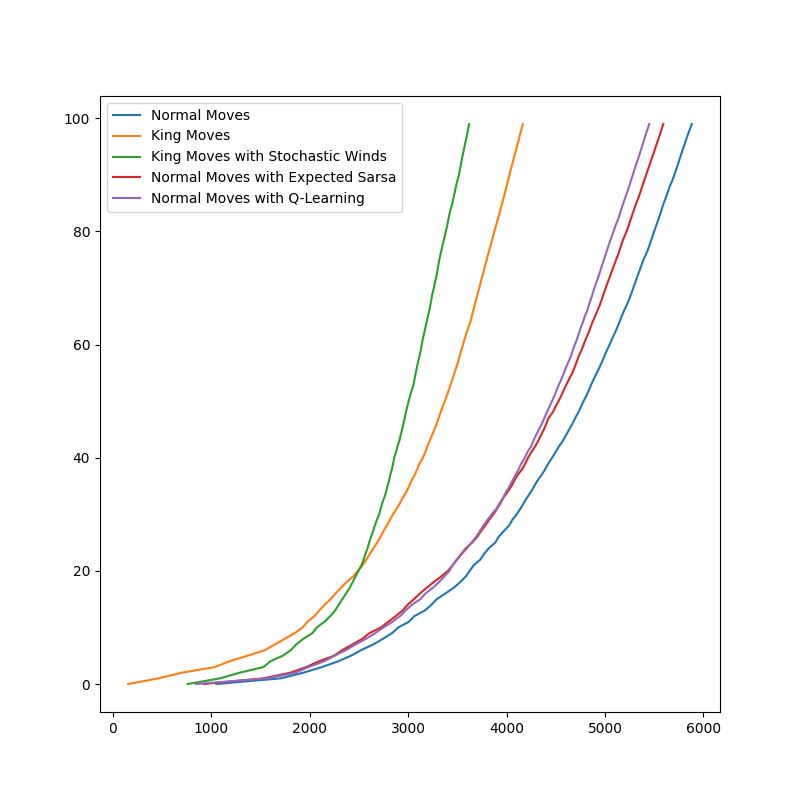 Normal Moves
King Moves
King Moves with Stochastic Winds
Normal Moves with Expected Sarsa
Normal Moves with Q-Learning
100
80
60
40
20
0
0 1000 2000 3000 4000 5000 6000